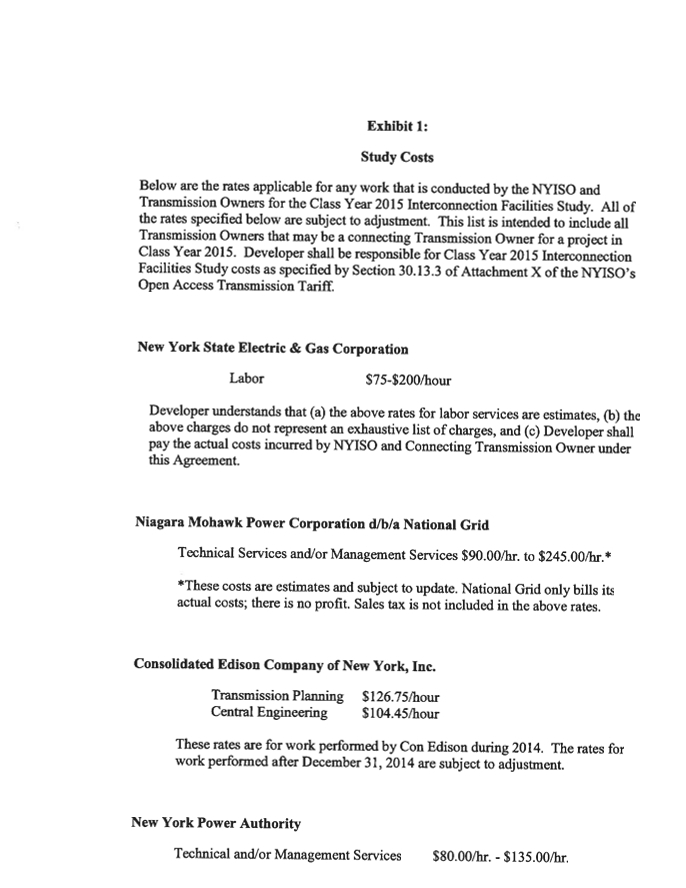 Exhibit 1:
Study Costs
Below are the rates applicable for any work that is conducted by the NYISO and
Transmission Owners for the Class Year 2015 Interconnection Facilities Study. All of
the rates specified below are subject to adjustment. This list is intended to include all
Transmission Owners that may be a connecting Transmission Owner for a project in
Class Year 2015. Developer shall be responsible for Class Year 2015 Interconnection
Facilities Study costs as specified by Section 30.13.3 of Attachment X of the NYISO's
Open Access Transmission Tariff.
New York State Electric & Gas Corporation
Labor $75-$200/hour
Developer understands that (a) the above rates for labor services are estimates, (b) the
above charges do not represent an exhaustive list of charges, and (c) Developer shall
pay the actual costs incurred by NYISO and Connecting Transmission Owner under
this Agreement.
Niagara Mohawk Power Corporation d/b/a National Grid
Technical Services and/or Management Services $90.00/hr. to $245.00/hr.*
*These costs are estimates and subject to update. National Grid only bills its
actual costs; there is no profit. Sales tax is not included in the above rates.
Consolidated Edison Company of New York, Inc.
Transmission Planning $126.75/hour
Central Engineering $104.45/hour
These rates are for work performed by Con Edison during 2014. The rates for
work performed after December 31, 2014 are subject to adjustment.
New York Power Authority
Technical and/or Management Services $80.00/hr. - $135.00/hr.